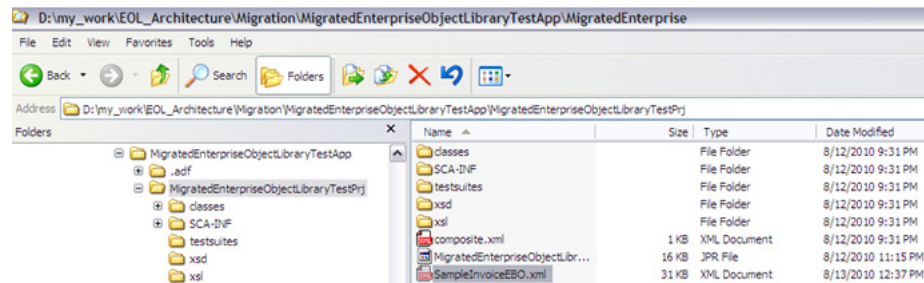 D:\my_work\EOL_Architecture\Migration\MigratedEnterpriseObjectLibraryTestApp\MigratedEnterprise
File Edit View Favorites Tools Help
Back Search Folders
Address D:\my_work\EOL_Architecture\Migration\MigratedEnterpriseObjectLibraryTestApp\MigratedEnterpriseObjectLibraryTestPrj
Folders × Name Size Type Date Modified
MigratedEnterpriseObjectLibraryTestApp classes File Folder 8/12/2010 9:31 PM
.adf SCA-INF File Folder 8/12/2010 9:31 PM
MigratedEnterpriseObjectLibraryTestPrj testsuites File Folder 8/12/2010 9:31 PM
classes xsd File Folder 8/12/2010 9:31 PM
SCA-INF xsl File Folder 8/12/2010 9:31 PM
testsuites composite.xml 1 KB XML Document 8/12/2010 9:31 PM
xsd MigratedEnterpriseObjectLibr... 16 KB JPR File 8/12/2010 11:15 PM
xsl SampleInvoiceEBO.xml 31 KB XML Document 8/13/2010 12:37 PM